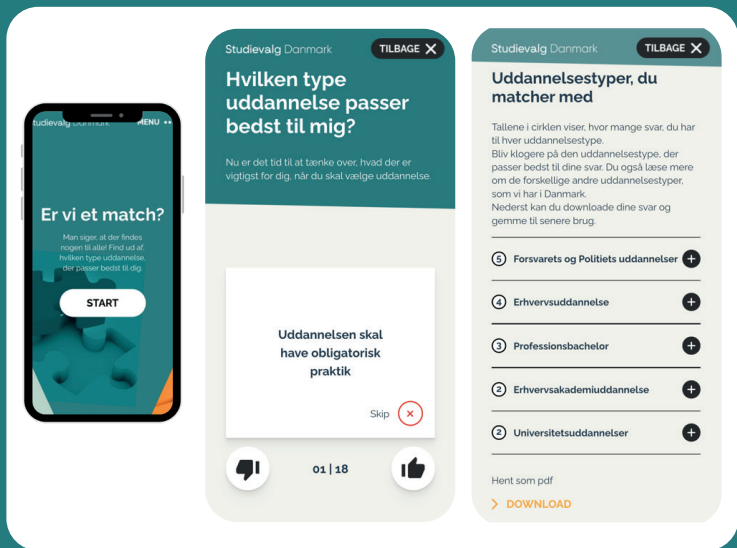 tudievalg Danmark
MENU
Er vi et match?
Man siger, at der findes
nogen til alle! Find ud af,
hvilken type uddannelse,
der passer bedst til dig.
START
Studievalg Danmark
TILBAGE
Hvilken type
uddannelse passer
bedst til mig?
Nu er det tid til at tænke over, hvad der er
vigtigst for dig, når du skal vælge uddannelse.
Uddannelsen skal
have obligatorisk
praktik
Skip
01 | 18
Studievalg Danmark
TILBAGE
Uddannelsestyper, du
matcher med
Tallene i cirklen viser, hvor mange svar, du har
til hver uddannelsestype.
Bliv klogere på den uddannelsestype, der
passer bedst til dine svar. Du også læse mere
om de forskellige andre uddannelsestyper,
som vi har i Danmark.
Nederst kan du downloade dine svar og
gemme til senere brug.
5 Forsvarets og Politiets uddannelser
4 Erhvervsuddannelse
3 Professionsbachelor
2 Erhvervsakademiuddannelse
2 Universitetsuddannelser
Hent som pdf
DOWNLOAD